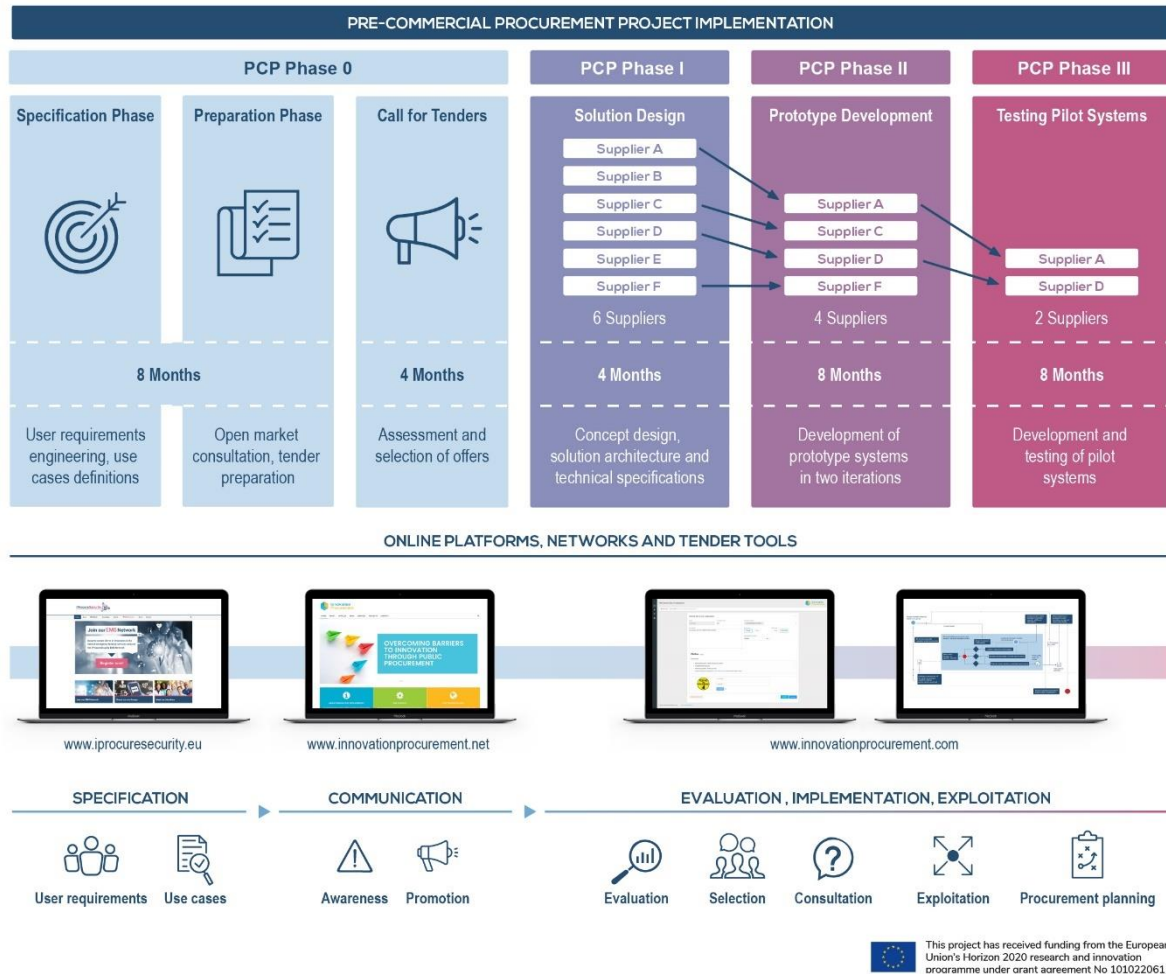 PRE-COMMERCIAL PROCUREMENT PROJECT IMPLEMENTATION
PCP Phase 0
PCP Phase I
PCP Phase II
PCP Phase III
Specification Phase
Preparation Phase
Call for Tenders
Solution Design
Prototype Development
Testing Pilot Systems
Supplier A
Supplier B
Supplier C
Supplier D
Supplier E
Supplier F
6 Suppliers
Supplier A
Supplier C
Supplier D
Supplier F
4 Suppliers
Supplier A
Supplier D
2 Suppliers
8 Months
4 Months
4 Months
8 Months
8 Months
User requirements
engineering, use
cases definitions
Open market
consultation, tender
preparation
Assessment and
selection of offers
Concept design,
solution architecture and
technical specifications
Development of
prototype systems
in two iterations
Development and
testing of pilot
systems
ONLINE PLATFORMS, NETWORKS AND TENDER TOOLS
Join our EMS Network
Register now!
OVERCOMING BARRIERS
TO INNOVATION
THROUGH PUBLIC
PROCUREMENT
www.iprocuresecurity.eu
www.innovationprocurement.net
www.innovationprocurement.com
SPECIFICATION
COMMUNICATION
EVALUATION , IMPLEMENTATION, EXPLOITATION
User requirements
Use cases
Awareness
Promotion
Evaluation
Selection
Consultation
Exploitation
Procurement planning
This project has received funding from the European
Union's Horizon 2020 research and innovation
programme under grant agreement No 101022061